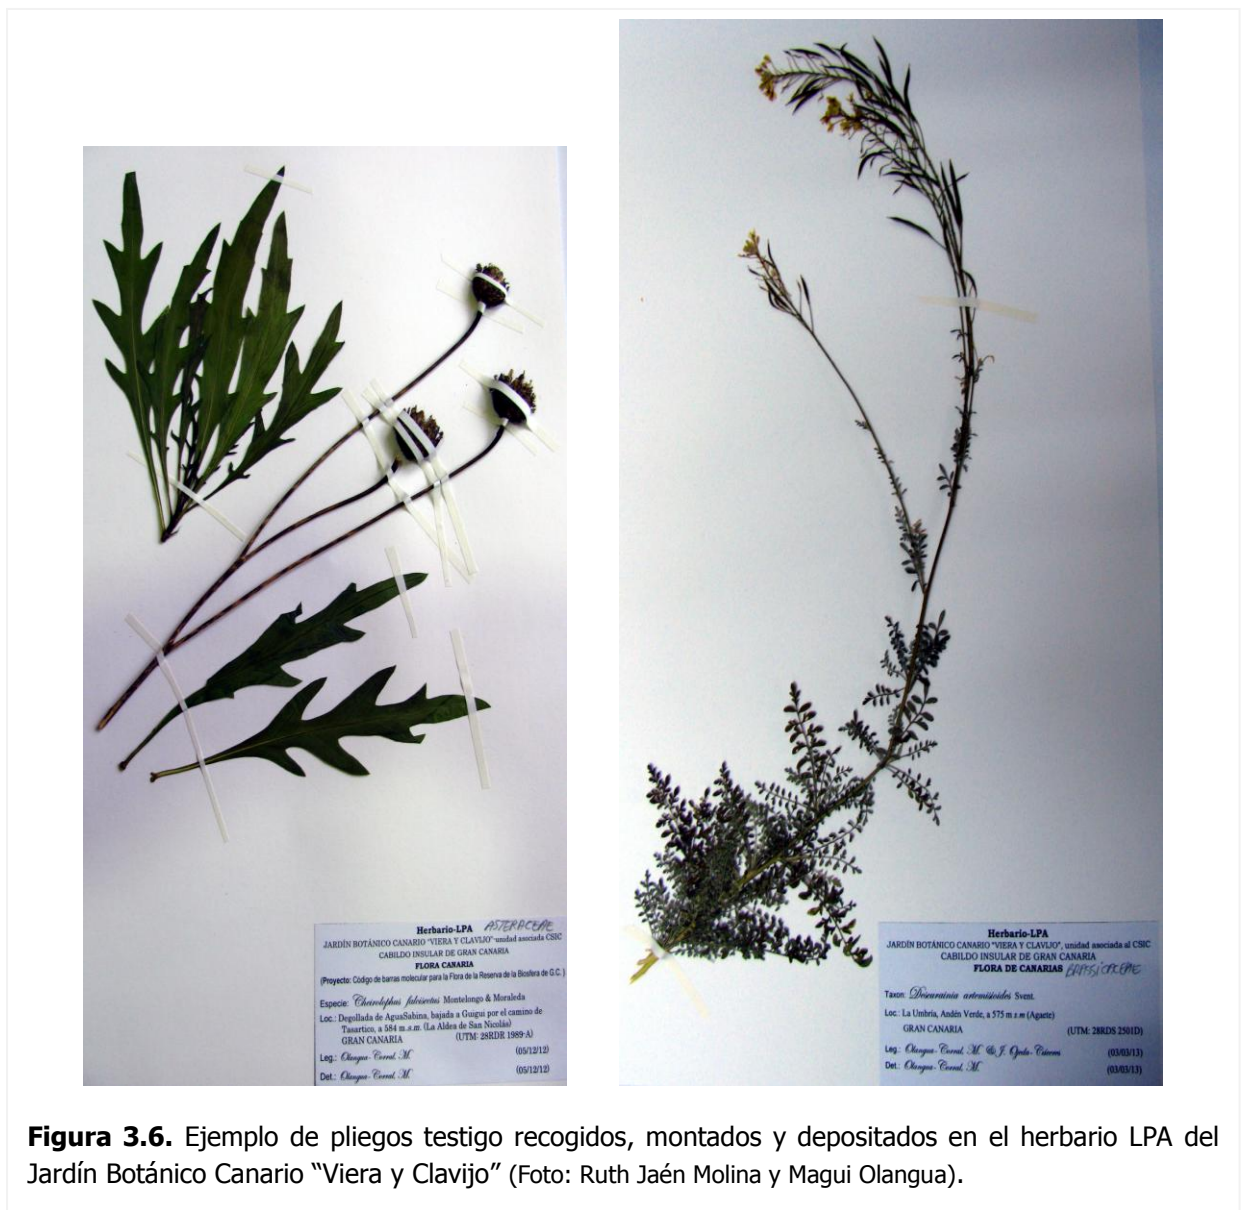 Herbario-LPA ASTERACEAE
JARDÍN BOTÁNICO CANARIO "VIERA Y CLAVIJO"-unidad asociada CSIC
CABILDO INSULAR DE GRAN CANARIA
FLORA CANARIA
(Proyecto: Código de barras molecular para la Flora de la Reserva de la Biosfera de G.C.)
Especie: Cheirolophus falcisectus Montelongo & Moraleda
Loc.: Degollada de AguaSabina, bajada a Guigui por el camino de
Tasartico, a 584 m.s.m. (La Aldea de San Nicolás)
GRAN CANARIA (UTM: 28RDR 1989-A)
Leg.: Olangua-Corral, M. (05/12/12)
Det.: Olangua-Corral, M. (05/12/12)
Herbario-LPA
JARDÍN BOTÁNICO CANARIO "VIERA Y CLAVIJO", unidad asociada al CSIC
CABILDO INSULAR DE GRAN CANARIA
FLORA DE CANARIAS BRASSICACEAE
Taxon: Descurainia artemisioides Svent.
Loc.: La Umbría, Andén Verde, a 575 m s.m (Agaete)
GRAN CANARIA (UTM: 28RDS 2501D)
Leg.: Olangua-Corral, M. & J. Ojeda-Cáceres (03/03/13)
Det.: Olangua-Corral, M. (03/03/13)
Figura 3.6. Ejemplo de pliegos testigo recogidos, montados y depositados en el herbario LPA del
Jardín Botánico Canario “Viera y Clavijo” (Foto: Ruth Jaén Molina y Magui Olangua).